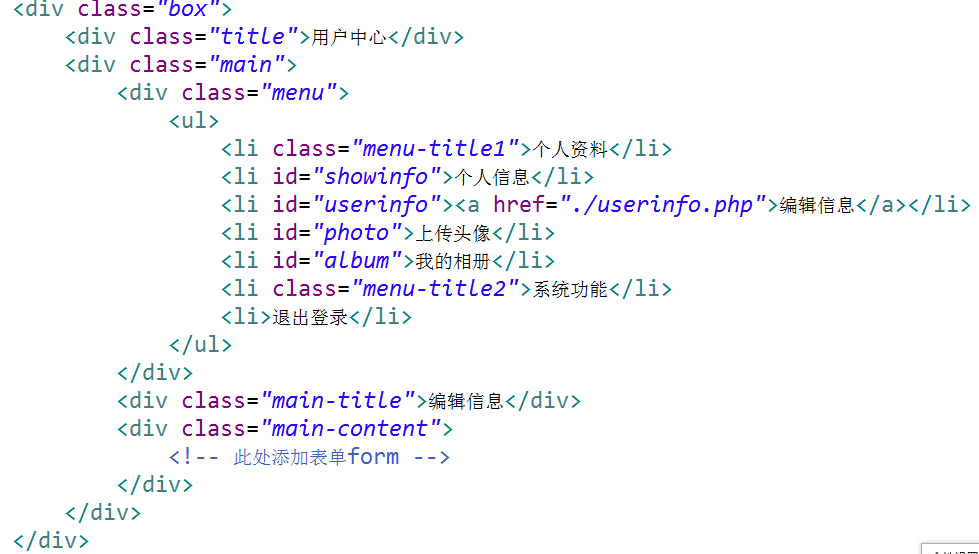 <div class="box">
<div class="title">用户中心</div>
<div class="main">
<div class="menu">
<ul>
<li class="menu-title1">个人资料</li>
<li id="showinfo">个人信息</li>
<li id="userinfo"><a href="./userinfo.php">编辑信息</a></li>
<li id="photo">上传头像</li>
<li id="album">我的相册</li>
<li class="menu-title2">系统功能</li>
<li>退出登录</li>
</ul>
</div>
<div class="main-title">编辑信息</div>
<div class="main-content">
<!-- 此处添加表单form -->
</div>
</div>
</div>